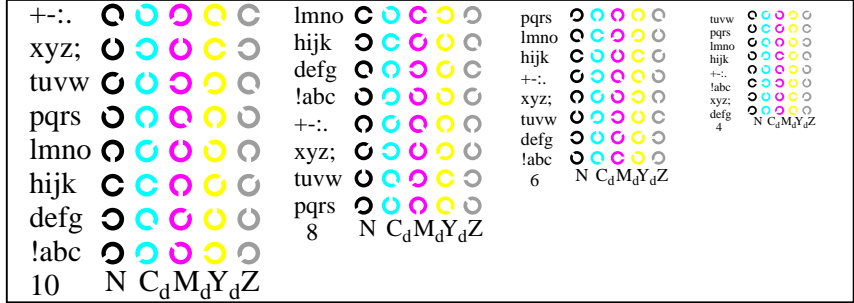 +-:.
xyz;
tuvw
pqrs
lmno
hijk
defg
!abc
10 N CdMdYdZ
lmno
hijk
defg
!abc
+-:.
xyz;
tuvw
pqrs
8 N CdMdYdZ
pqrs
lmno
hijk
+-:.
xyz;
tuvw
defg
!abc
6 N CdMdYdZ
tuvw
pqrs
lmno
hijk
+-:.
!abc
xyz;
defg
4 N CdMdYdZ